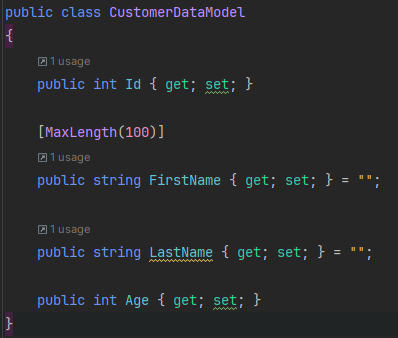 public class CustomerDataModel
{
1 usage
public int Id { get; set; }
[MaxLength(100)]
1 usage
public string FirstName { get; set; } = "";
1 usage
public string LastName { get; set; } = "";
public int Age { get; set; }
}